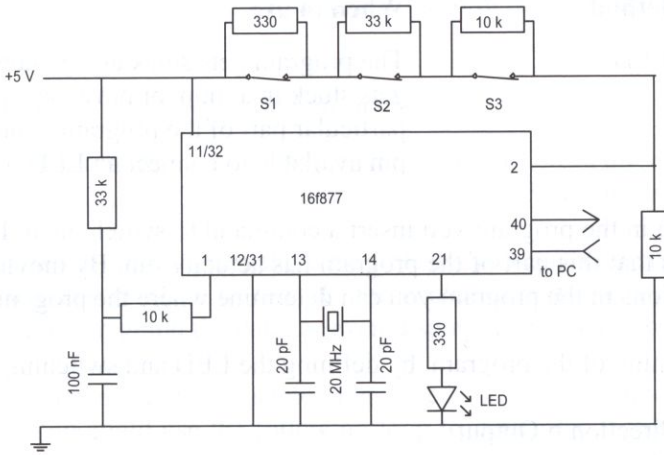 330
33 k
10 k
+5 V
S1
S2
S3
11/32
2
16f877
33 k
40
39
to PC
10 k
1
12/31
13
14
21
10 k
100 nF
20 pF
20 MHz
20 pF
330
LED